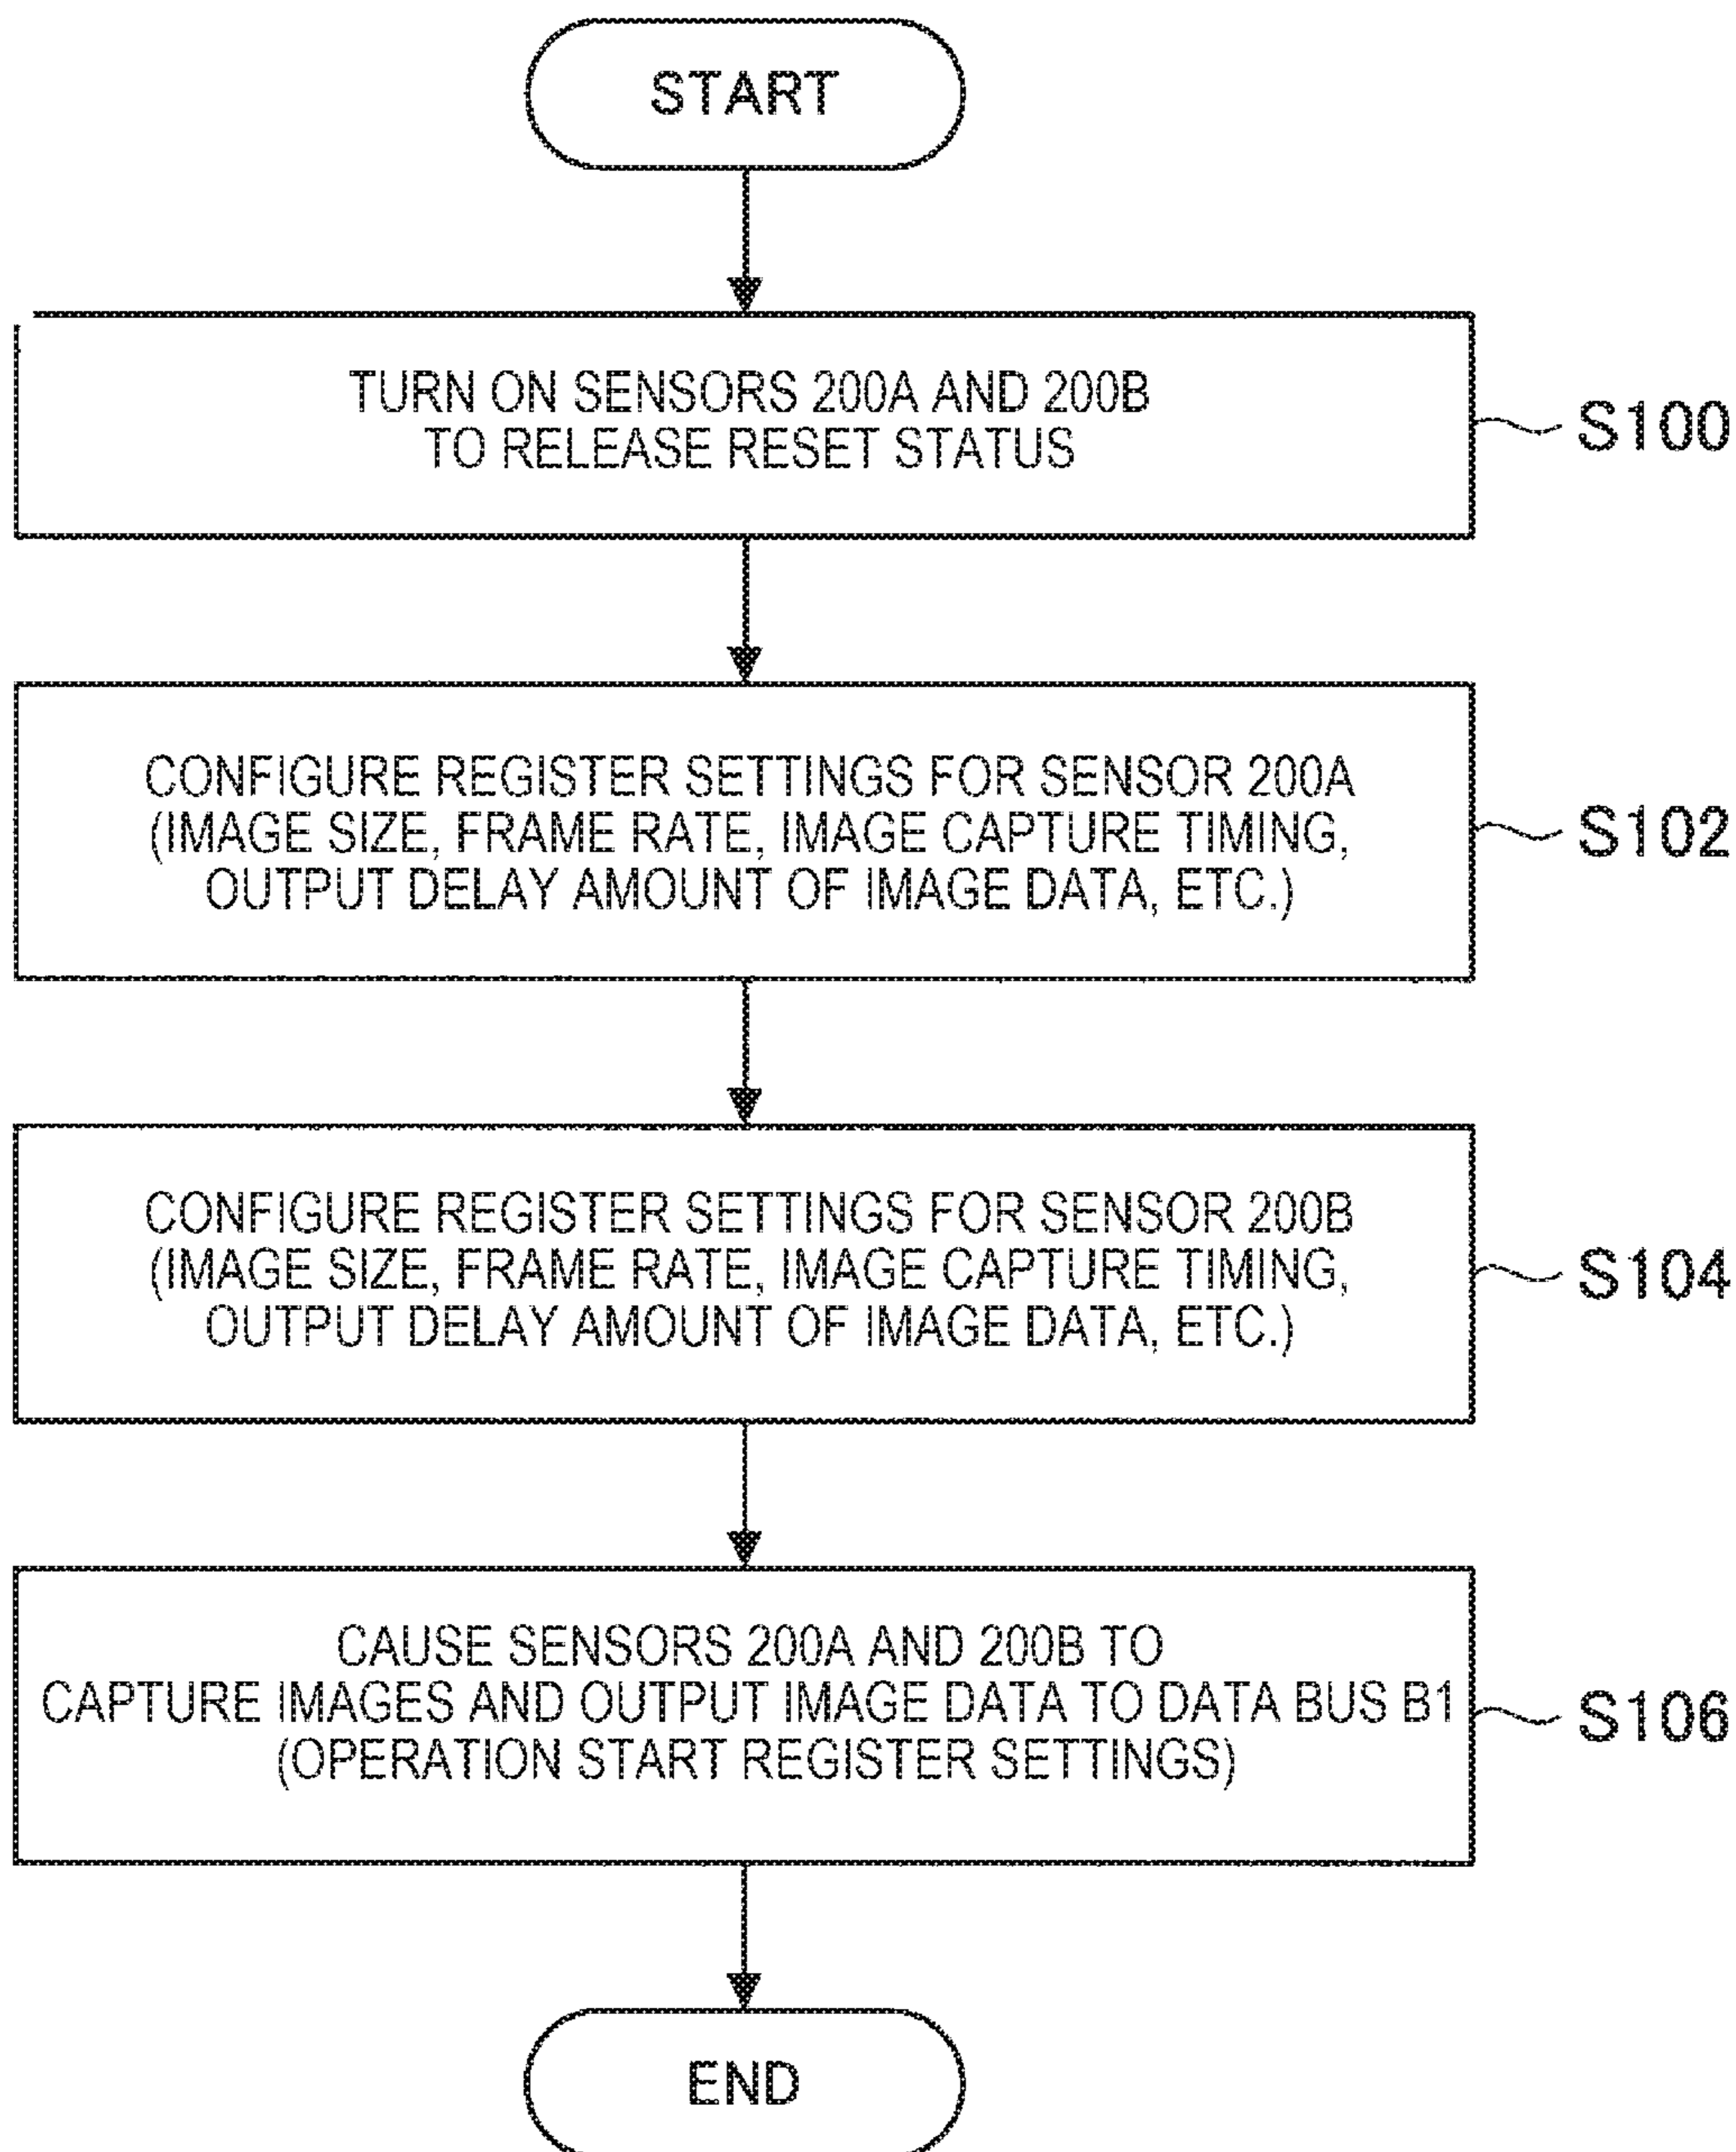 START
TURN ON SENSORS 200A AND 200B
TO RELEASE RESET STATUS
S100
CONFIGURE REGISTER SETTINGS FOR SENSOR 200A
(IMAGE SIZE, FRAME RATE, IMAGE CAPTURE TIMING,
OUTPUT DELAY AMOUNT OF IMAGE DATA, ETC.)
S102
CONFIGURE REGISTER SETTINGS FOR SENSOR 200B
(IMAGE SIZE, FRAME RATE, IMAGE CAPTURE TIMING,
OUTPUT DELAY AMOUNT OF IMAGE DATA, ETC.)
S104
CAUSE SENSORS 200A AND 200B TO
CAPTURE IMAGES AND OUTPUT IMAGE DATA TO DATA BUS B1
(OPERATION START REGISTER SETTINGS)
S106
END